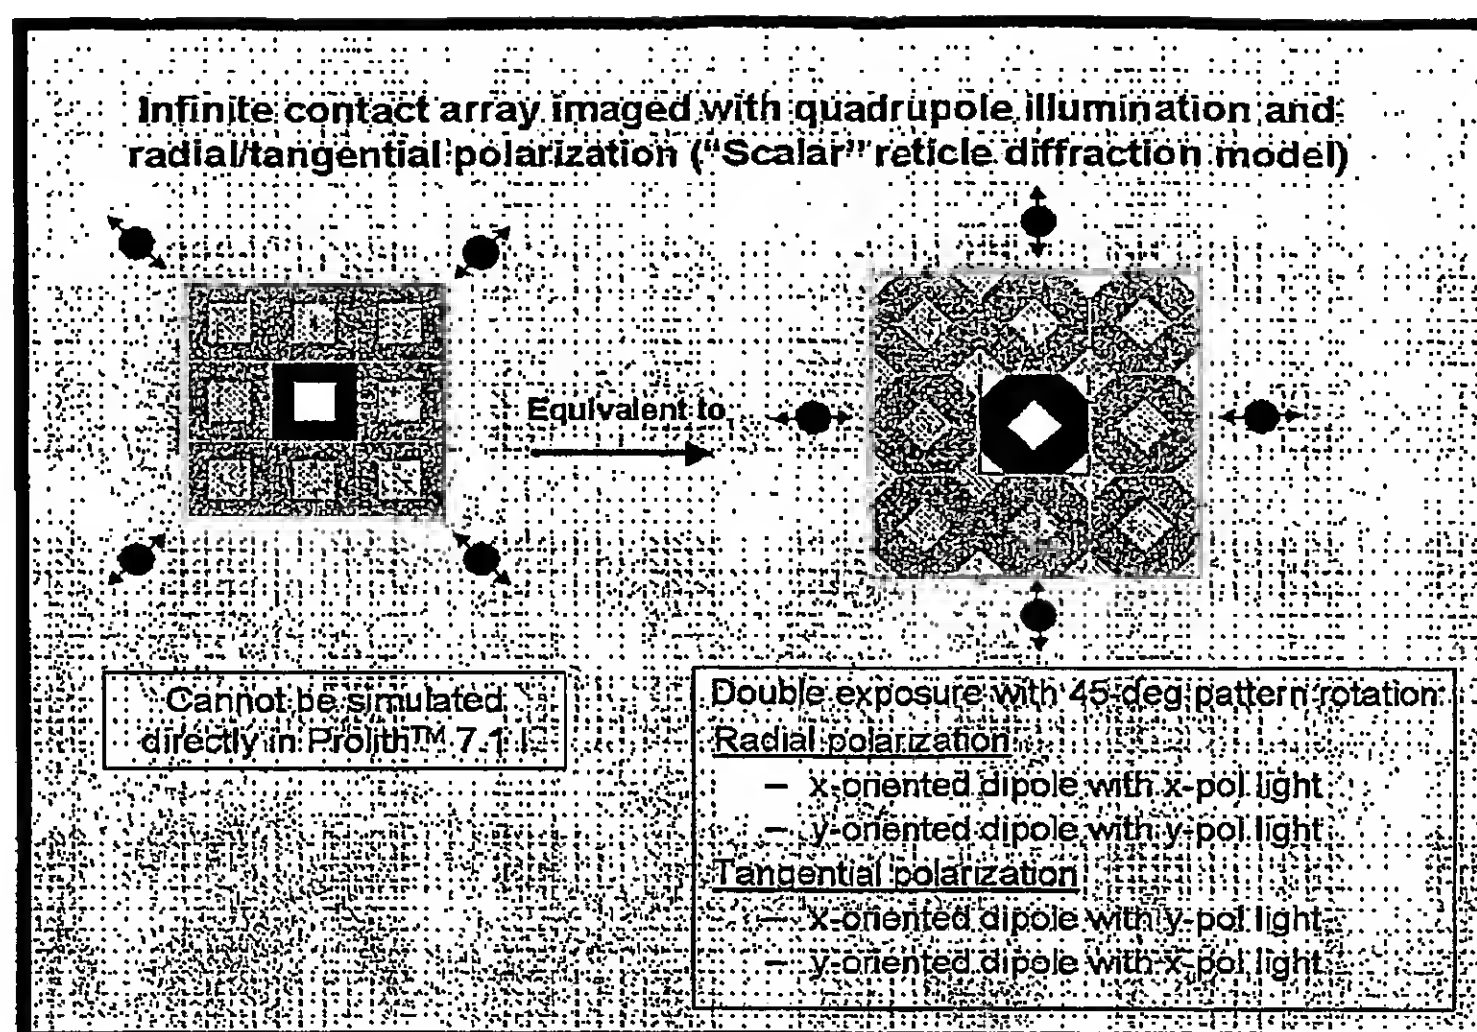 Infinite contact array imaged with quadrupole illumination and
radial/tangential polarization ("Scalar" reticle diffraction model)
Equivalent to
Cannot be simulated
directly in Prolith™ 7.1
Double exposure with 45-deg pattern rotation
Radial polarization
– x-oriented dipole with x-pol light
– y-oriented dipole with y-pol light
Tangential polarization
– x-oriented dipole with y-pol light
– y-oriented dipole with x-pol light